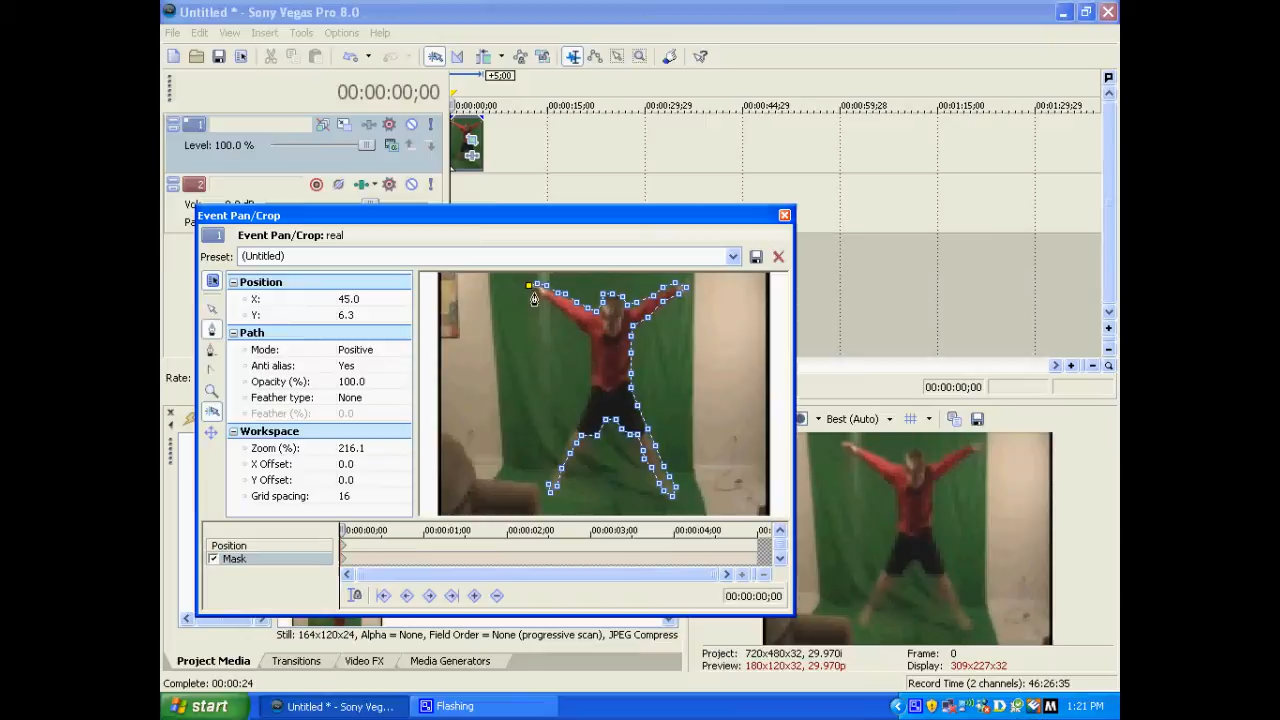 Untitled * - Sony Vegas Pro 8.0
File Edit View Insert Tools Options Help
+5;00
00:00:00;00
00:00:00;00 00:00:15;00 00:00:29;29 00:00:44;29 00:00:59;28 00:01:15;00 00:01:29;29
1
Level: 100.0 %
2
Event Pan/Crop
1 Event Pan/Crop: real
Preset: (Untitled)
Position
X: 45.0
Y: 6.3
Path
Mode: Positive
Anti alias: Yes
Opacity (%): 100.0
Feather type: None
Feather (%): 0.0
Workspace
Zoom (%): 216.1
X Offset: 0.0
Y Offset: 0.0
Grid spacing: 16
Rate:
00:00:00;00
Best (Auto)
00:00:00;00 00:00:01;00 00:00:02;00 00:00:03;00 00:00:04;00 00:
Position
Mask
00:00:00;00
Still: 164x120x24, Alpha = None, Field Order = None (progressive scan), JPEG Compress
Project Media Transitions Video FX Media Generators
Project: 720x480x32, 29.970i Frame: 0
Preview: 180x120x32, 29.970p Display: 309x227x32
Complete: 00:00:24
Record Time (2 channels): 46:26:35
start Untitled * - Sony Veg... Flashing 1:21 PM